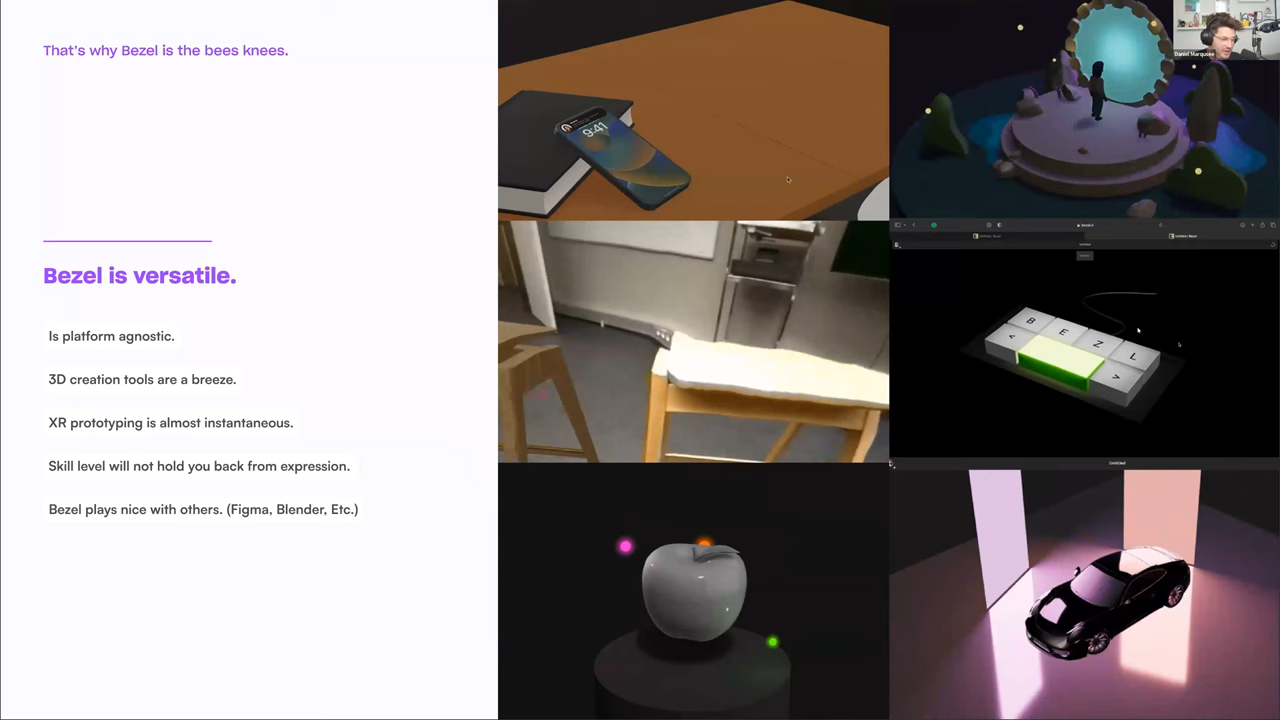 That's why Bezel is the bees knees.
Bezel is versatile.
Is platform agnostic.
3D creation tools are a breeze.
XR prototyping is almost instantaneous.
Skill level will not hold you back from expression.
Bezel plays nice with others. (Figma, Blender, Etc.)
9:41
Daniel Marqusee
B
E
Z
L
<
>